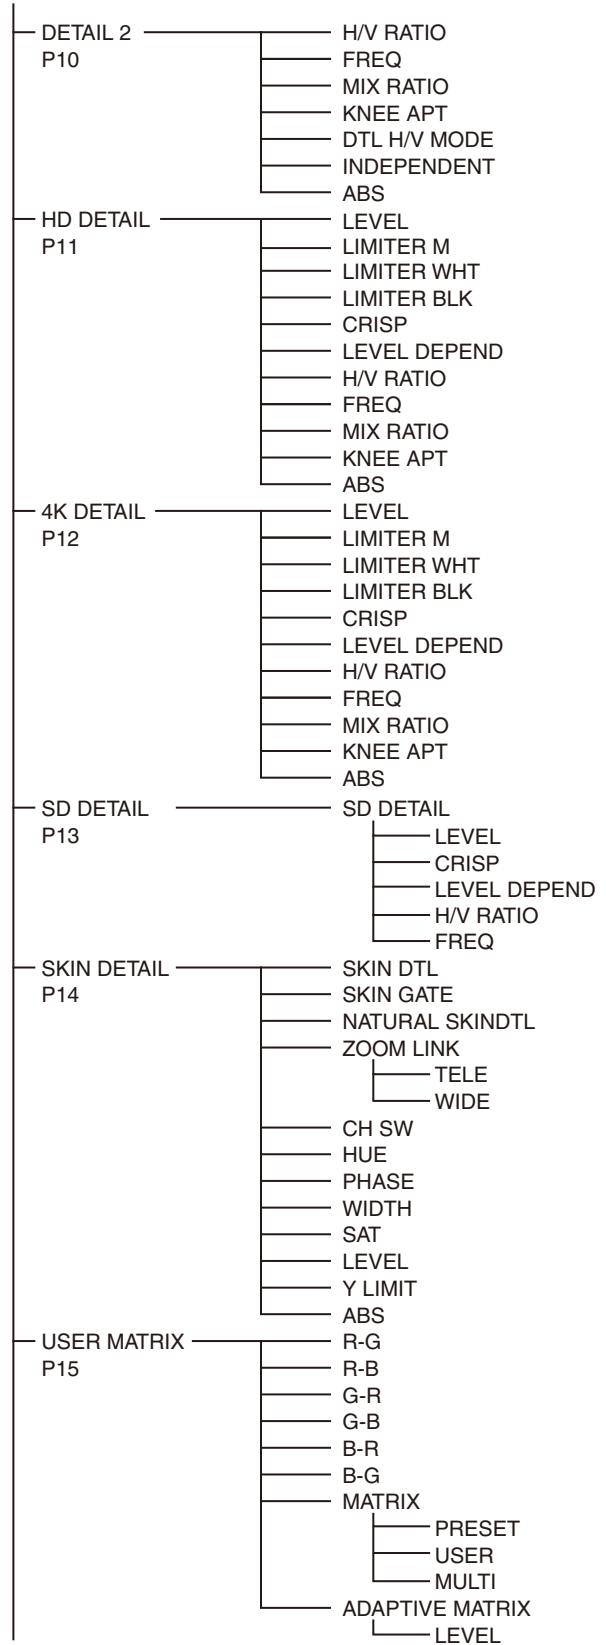 DETAIL 2
P10
H/V RATIO
FREQ
MIX RATIO
KNEE APT
DTL H/V MODE
INDEPENDENT
ABS
HD DETAIL
P11
LEVEL
LIMITER M
LIMITER WHT
LIMITER BLK
CRISP
LEVEL DEPEND
H/V RATIO
FREQ
MIX RATIO
KNEE APT
ABS
4K DETAIL
P12
LEVEL
LIMITER M
LIMITER WHT
LIMITER BLK
CRISP
LEVEL DEPEND
H/V RATIO
FREQ
MIX RATIO
KNEE APT
ABS
SD DETAIL
P13
SD DETAIL
LEVEL
CRISP
LEVEL DEPEND
H/V RATIO
FREQ
SKIN DETAIL
P14
SKIN DTL
SKIN GATE
NATURAL SKINDTL
ZOOM LINK
TELE
WIDE
CH SW
HUE
PHASE
WIDTH
SAT
LEVEL
Y LIMIT
ABS
USER MATRIX
P15
R-G
R-B
G-R
G-B
B-R
B-G
MATRIX
PRESET
USER
MULTI
ADAPTIVE MATRIX
LEVEL